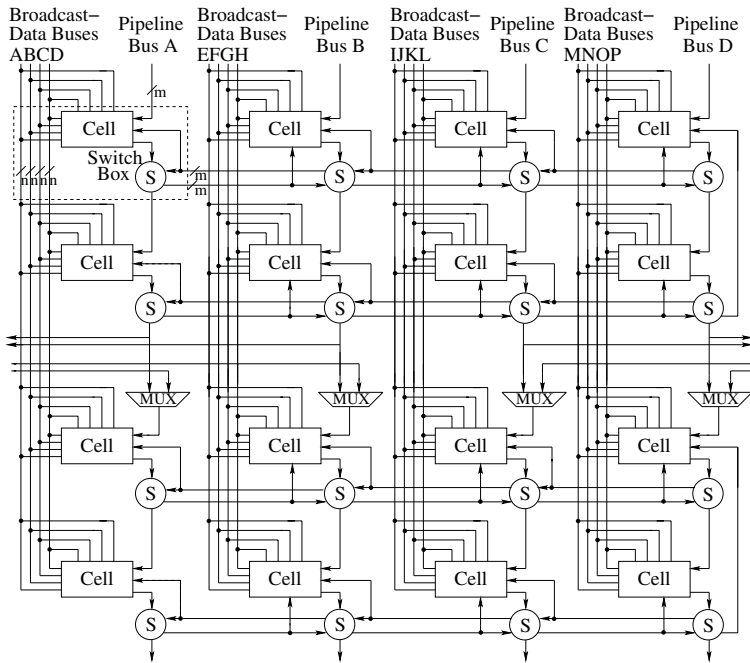 Broadcast–
Data Buses
ABCD
Pipeline
Bus A
Broadcast–
Data Buses
EFGH
Pipeline
Bus B
Broadcast–
Data Buses
IJKL
Pipeline
Bus C
Broadcast–
Data Buses
MNOP
Pipeline
Bus D
m
Cell
Cell
Cell
Cell
Switch
Box
n n n n
S
m
m
S
S
S
Cell
Cell
Cell
Cell
S
S
S
S
MUX
MUX
MUX
MUX
Cell
Cell
Cell
Cell
S
S
S
S
Cell
Cell
Cell
Cell
S
S
S
S